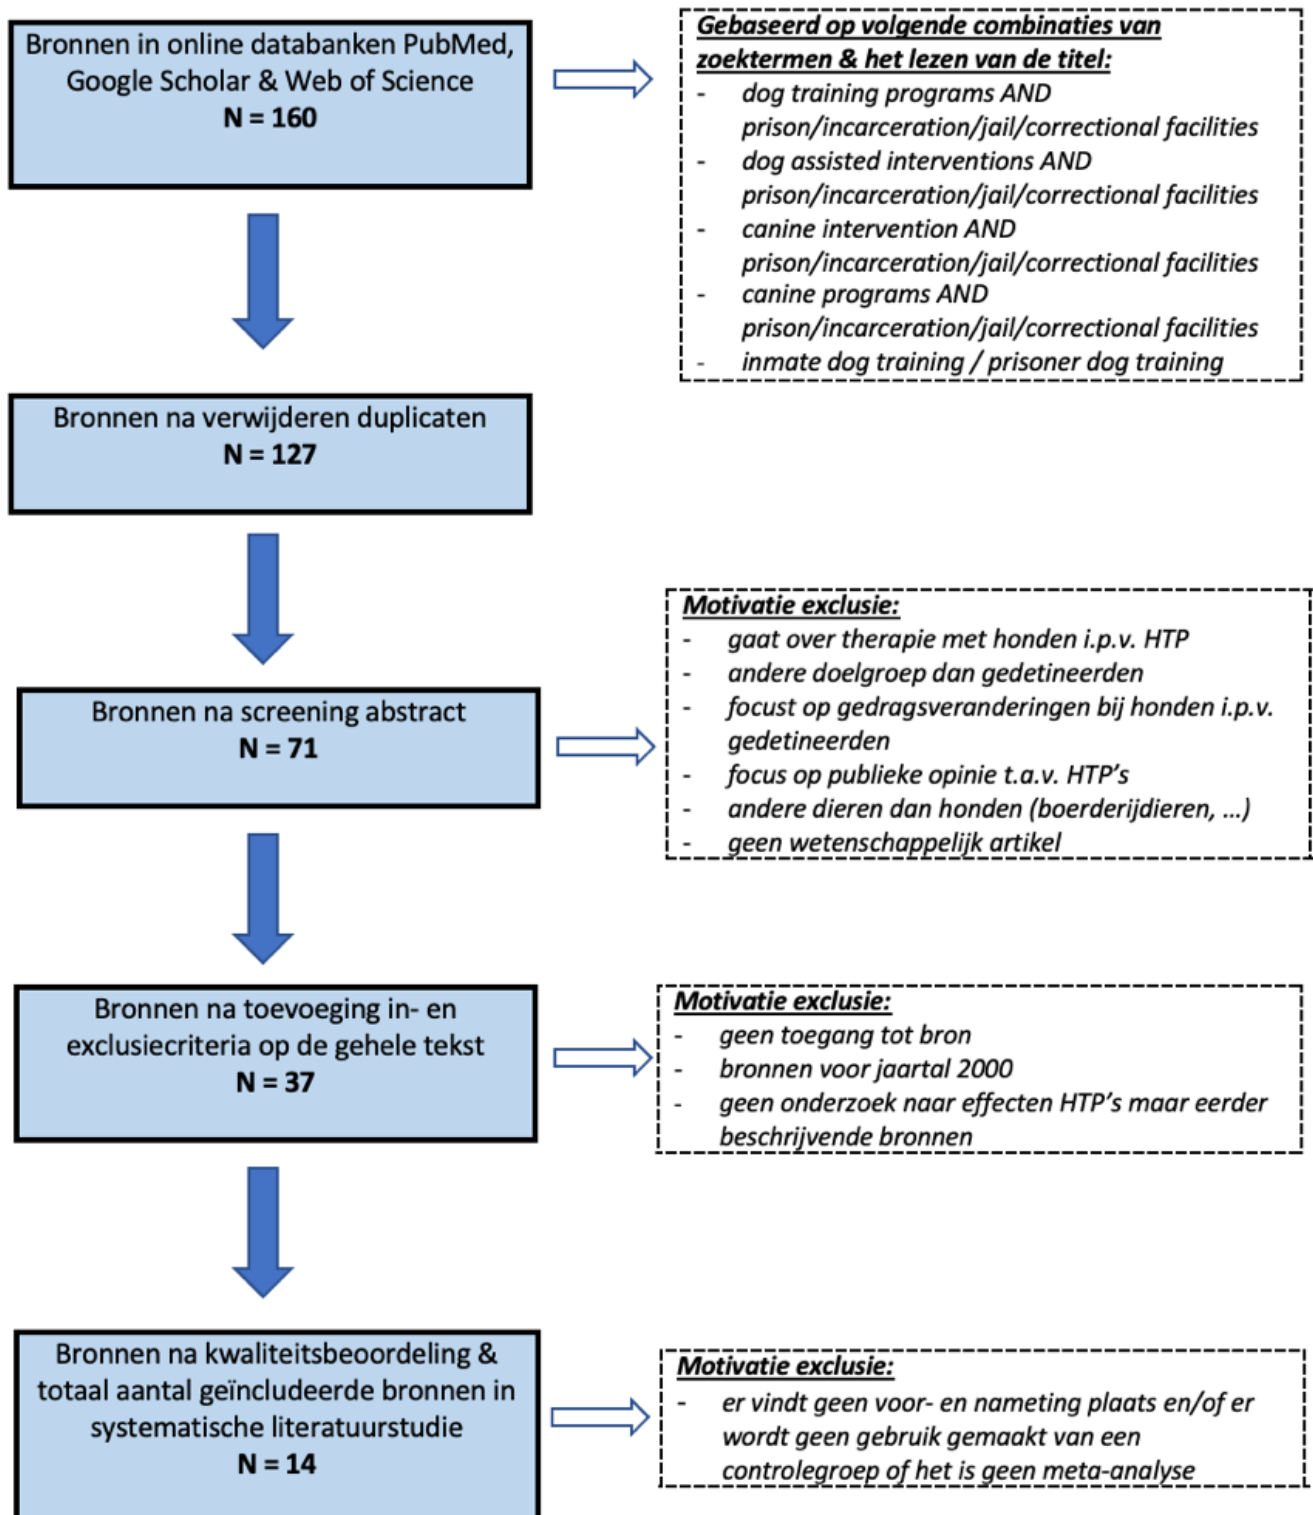 Bronnen in online databanken PubMed,
Google Scholar & Web of Science
N = 160
Gebaseerd op volgende combinaties van
zoektermen & het lezen van de titel:
- dog training programs AND
prison/incarceration/jail/correctional facilities
- dog assisted interventions AND
prison/incarceration/jail/correctional facilities
- canine intervention AND
prison/incarceration/jail/correctional facilities
- canine programs AND
prison/incarceration/jail/correctional facilities
- inmate dog training / prisoner dog training
Bronnen na verwijderen duplicaten
N = 127
Bronnen na screening abstract
N = 71
Motivatie exclusie:
- gaat over therapie met honden i.p.v. HTP
- andere doelgroep dan gedetineerden
- focust op gedragsveranderingen bij honden i.p.v.
gedetineerden
- focus op publieke opinie t.a.v. HTP's
- andere dieren dan honden (boerderijdieren, ...)
- geen wetenschappelijk artikel
Bronnen na toevoeging in- en
exclusiecriteria op de gehele tekst
N = 37
Motivatie exclusie:
- geen toegang tot bron
- bronnen voor jaartal 2000
- geen onderzoek naar effecten HTP's maar eerder
beschrijvende bronnen
Bronnen na kwaliteitsbeoordeling &
totaal aantal geïncludeerde bronnen in
systematische literatuurstudie
N = 14
Motivatie exclusie:
- er vindt geen voor- en nameting plaats en/of er
wordt geen gebruik gemaakt van een
controlegroep of het is geen meta-analyse